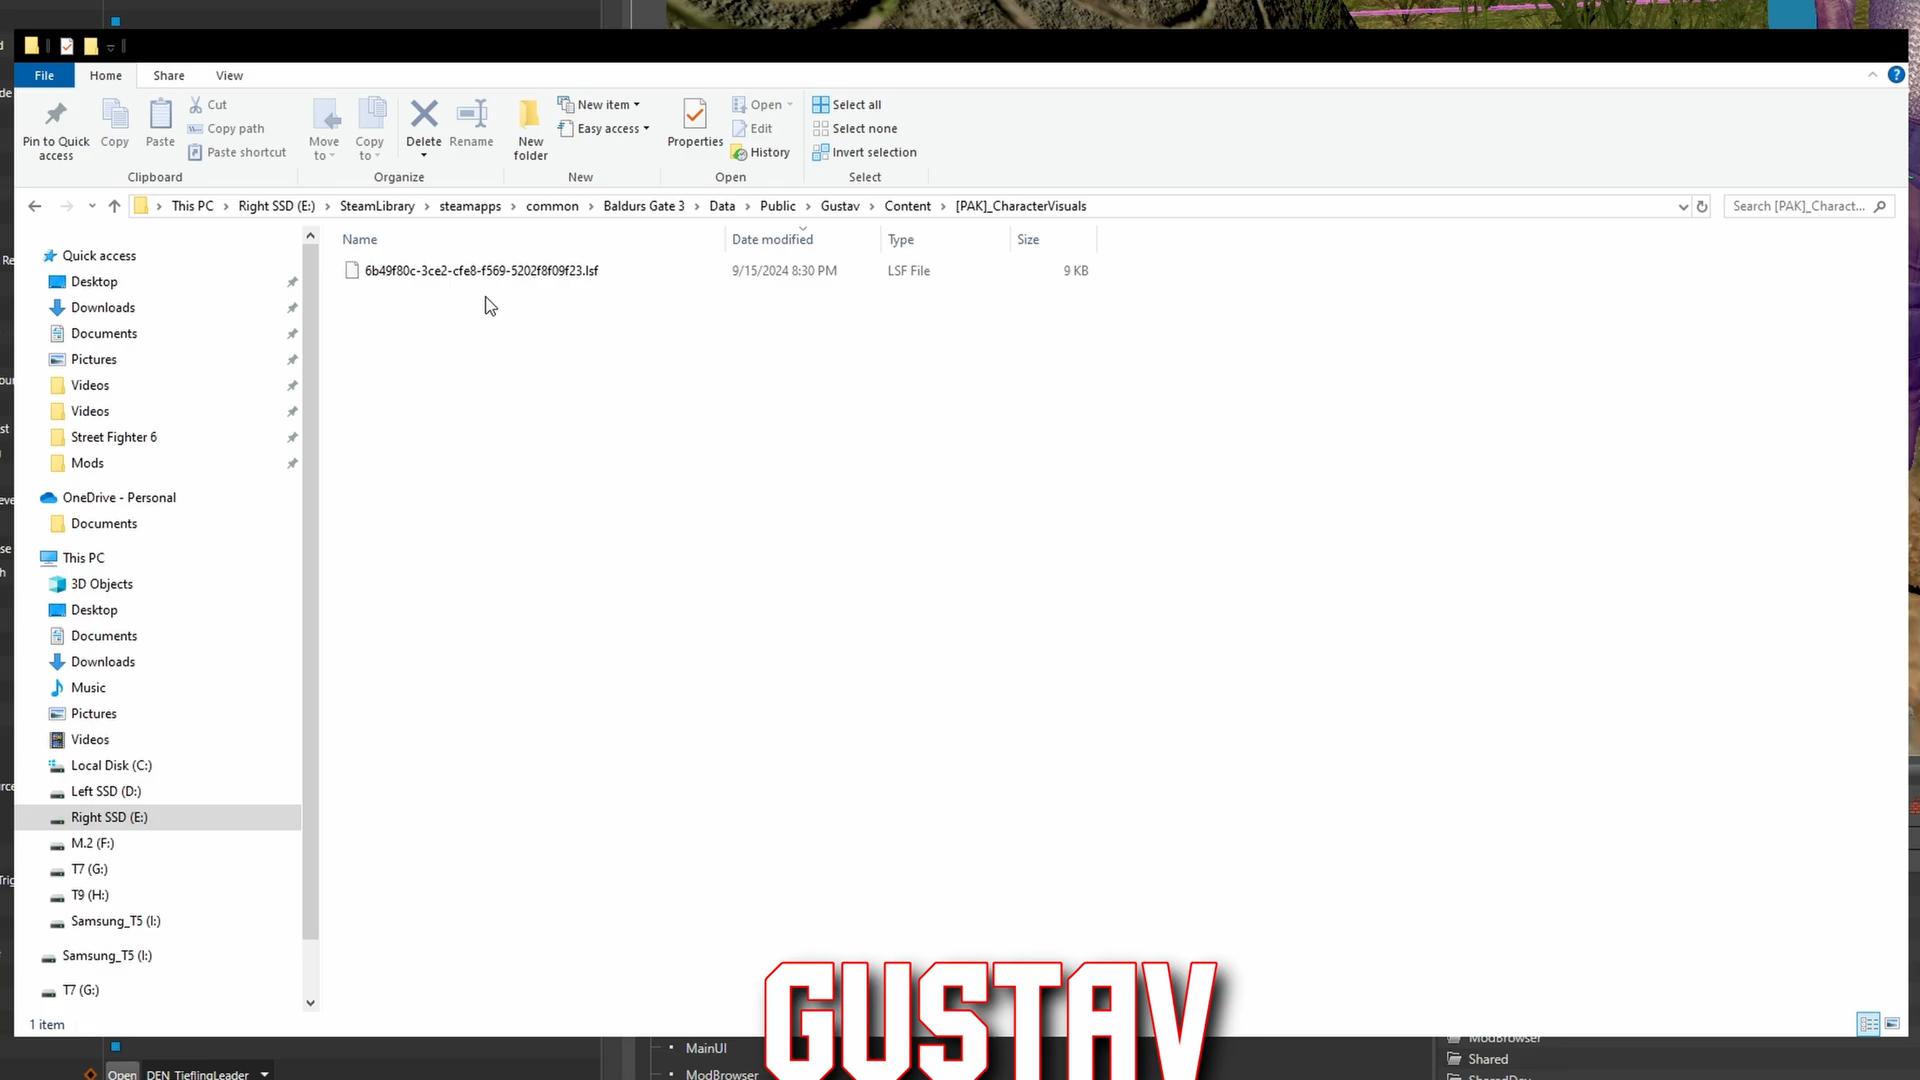 File Home Share View
Pin to Quick access
Copy
Paste
Cut
Copy path
Paste shortcut
Clipboard
Move to
Copy to
Delete
Rename
Organize
New folder
New item
Easy access
New
Properties
Open
Edit
History
Open
Select all
Select none
Invert selection
Select
This PC > Right SSD (E:) > SteamLibrary > steamapps > common > Baldurs Gate 3 > Data > Public > Gustav > Content > [PAK]_CharacterVisuals
Search [PAK]_Charact...
Name Date modified Type Size
6b49f80c-3ce2-cfe8-f569-5202f8f09f23.lsf 9/15/2024 8:30 PM LSF File 9 KB
Quick access
Desktop
Downloads
Documents
Pictures
Videos
Videos
Street Fighter 6
Mods
OneDrive - Personal
Documents
This PC
3D Objects
Desktop
Documents
Downloads
Music
Pictures
Videos
Local Disk (C:)
Left SSD (D:)
Right SSD (E:)
M.2 (F:)
T7 (G:)
T9 (H:)
Samsung_T5 (I:)
Samsung_T5 (I:)
T7 (G:)
1 item
GUSTAV
MainUI
ModBrowser
ModBrowser
Shared
Open DEN_TieflingLeader